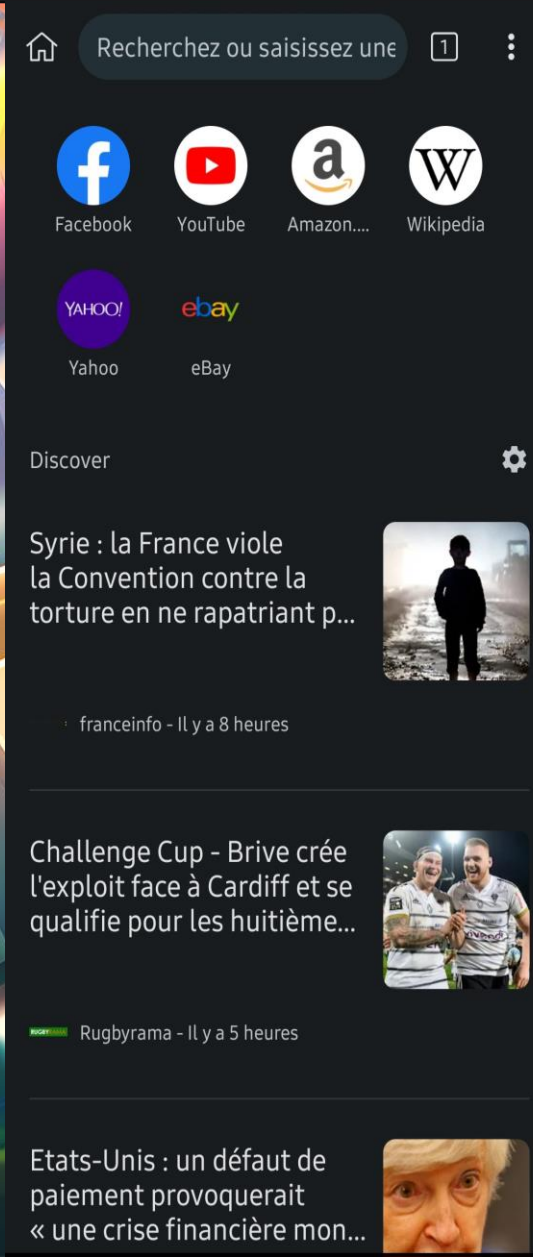 Recherchez ou saisissez une
1
Facebook
YouTube
Amazon....
Wikipedia
YAHOO!
ebay
Yahoo
eBay
Discover
Syrie : la France viole
la Convention contre la
torture en ne rapatriant p...
franceinfo - Il y a 8 heures
Challenge Cup - Brive crée
l'exploit face à Cardiff et se
qualifie pour les huitième...
RUGBYRAMA
Rugbyrama - Il y a 5 heures
Etats-Unis : un défaut de
paiement provoquerait
« une crise financière mon...